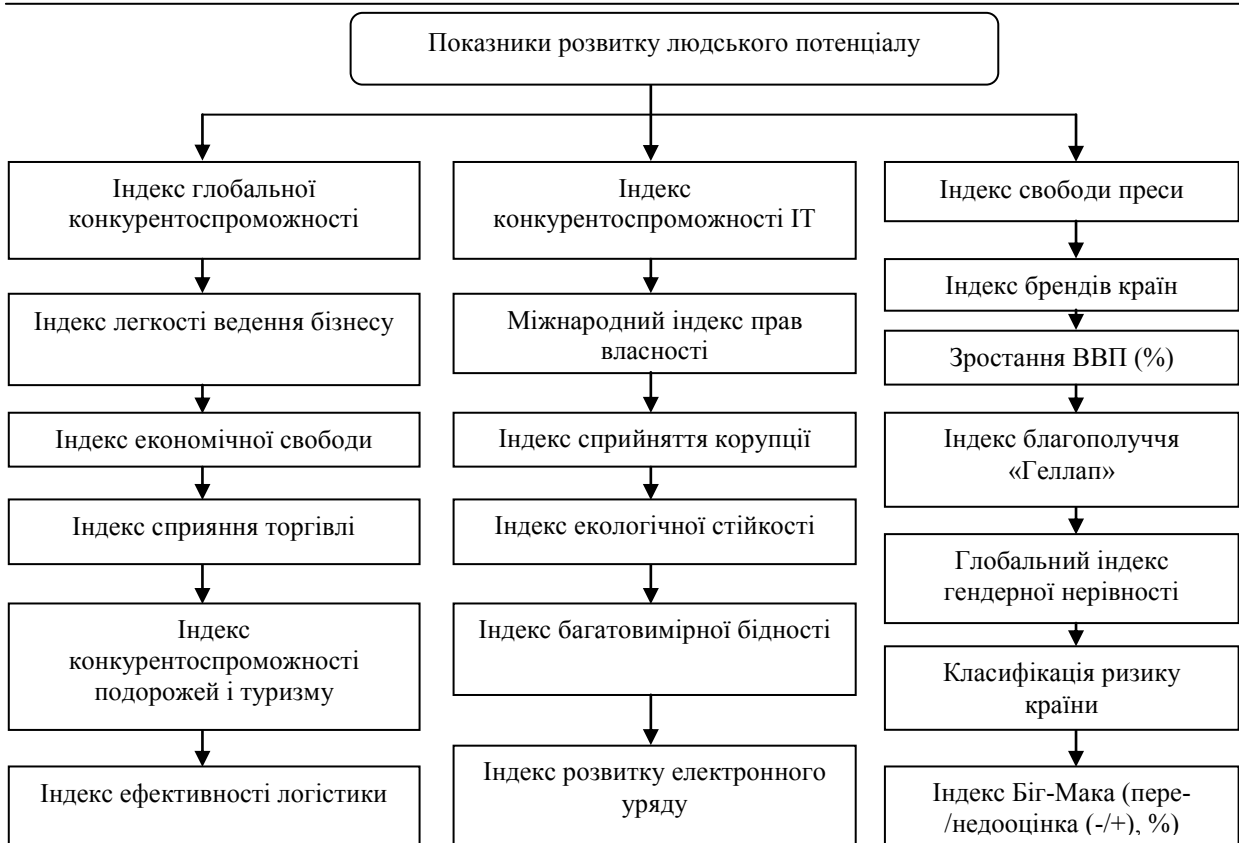 Показники розвитку людського потенціалу
Індекс глобальної
конкурентоспроможності
Індекс легкості ведення бізнесу
Індекс економічної свободи
Індекс сприяння торгівлі
Індекс
конкурентоспроможності
подорожей і туризму
Індекс ефективності логістики
Індекс
конкурентоспроможності ІТ
Міжнародний індекс прав
власності
Індекс сприйняття корупції
Індекс екологічної стійкості
Індекс багатовимірної бідності
Індекс розвитку електронного
уряду
Індекс свободи преси
Індекс брендів країн
Зростання ВВП (%)
Індекс благополуччя
«Геллап»
Глобальний індекс
гендерної нерівності
Класифікація ризику
країни
Індекс Біг-Мака (пере-
/недооцінка (-/+), %)